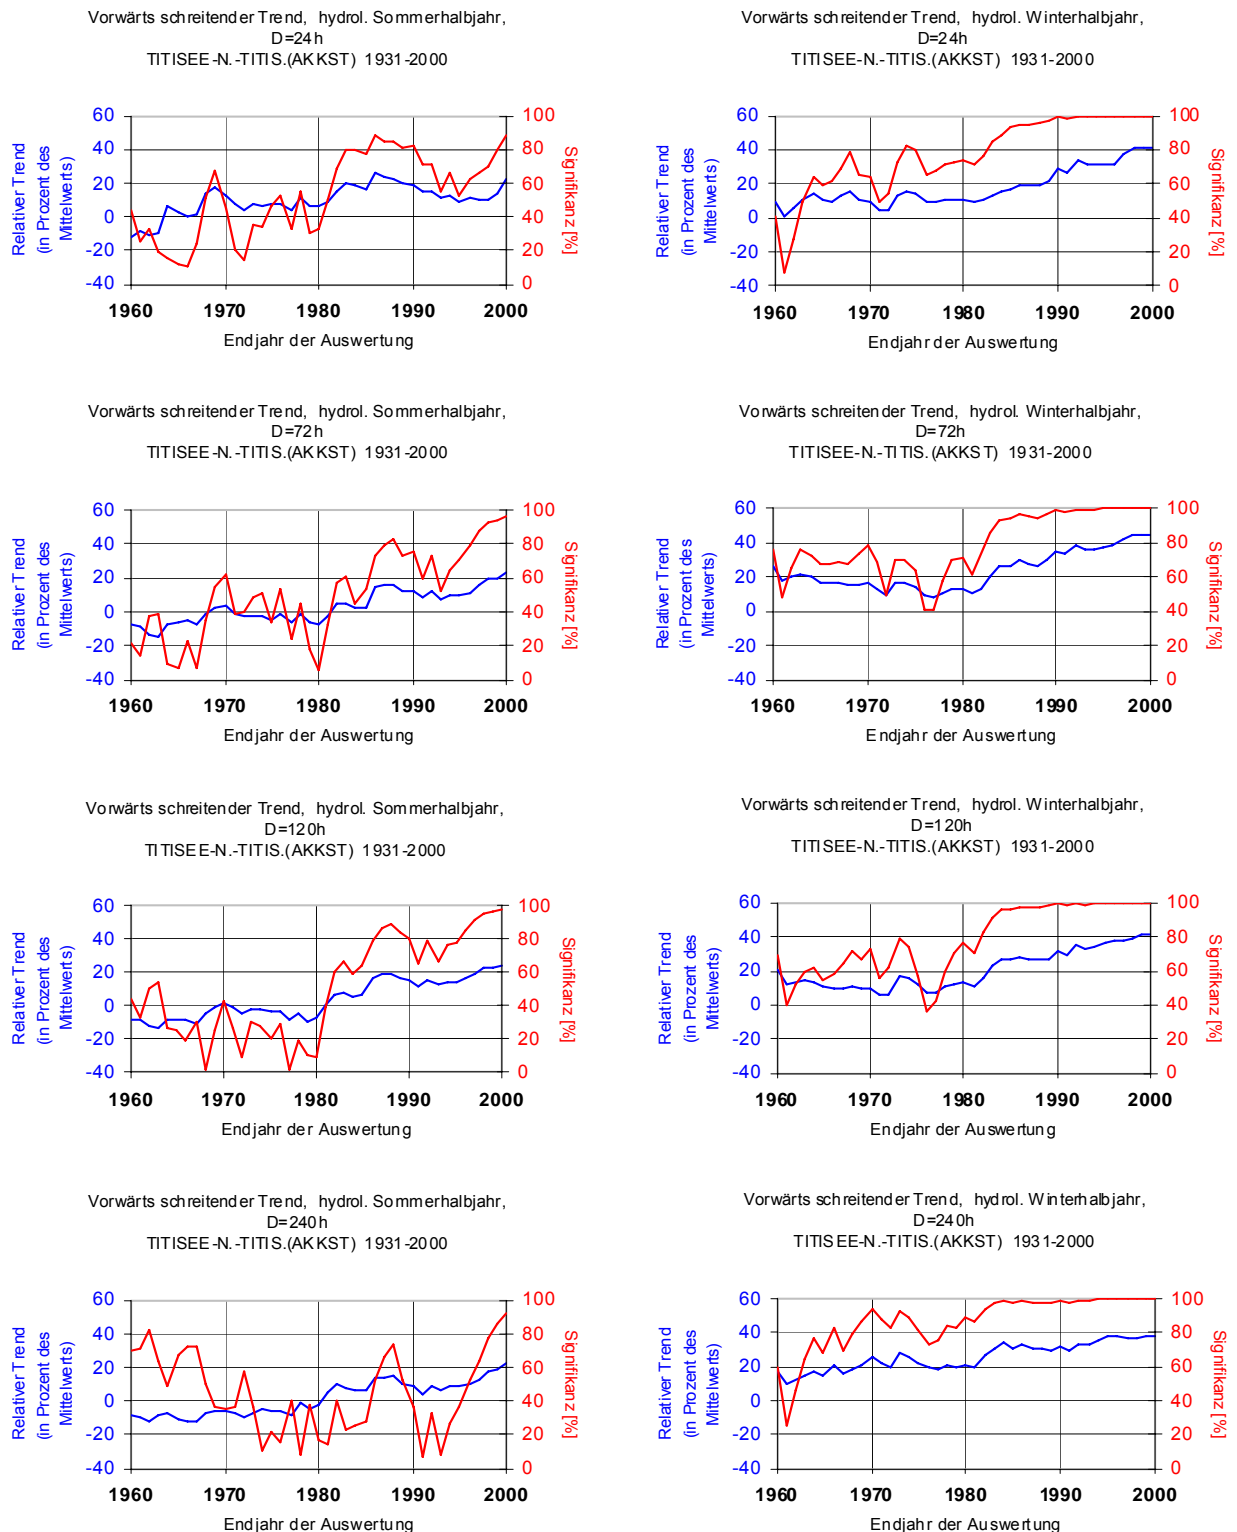 Vorwärts schreitender Trend, hydrol. Sommerhalbjahr,
D=24h
TITISEE-N.-TITIS.(AKKST) 1931-2000
Relativer Trend
(in Prozent des
Mittelwerts)
60
40
20
0
-20
-40
100
80
60
40
20
0
Signifikanz [%]
1960 1970 1980 1990 2000
Endjahr der Auswertung
Vorwärts schreitender Trend, hydrol. Winterhalbjahr,
D=24h
TITISEE-N.-TITIS.(AKKST) 1931-2000
Relativer Trend
(in Prozent des
Mittelwerts)
60
40
20
0
-20
-40
100
80
60
40
20
0
Signifikanz [%]
1960 1970 1980 1990 2000
Endjahr der Auswertung
Vorwärts schreitender Trend, hydrol. Sommerhalbjahr,
D=72h
TITISEE-N.-TITIS.(AKKST) 1931-2000
Relativer Trend
(in Prozent des
Mittelwerts)
60
40
20
0
-20
-40
100
80
60
40
20
0
Signifikanz [%]
1960 1970 1980 1990 2000
Endjahr der Auswertung
Vorwärts schreitender Trend, hydrol. Winterhalbjahr,
D=72h
TITISEE-N.-TITIS.(AKKST) 1931-2000
Relativer Trend
(in Prozent des
Mittelwerts)
60
40
20
0
-20
-40
100
80
60
40
20
0
Signifikanz [%]
1960 1970 1980 1990 2000
Endjahr der Auswertung
Vorwärts schreitender Trend, hydrol. Sommerhalbjahr,
D=120h
TITISEE-N.-TITIS.(AKKST) 1931-2000
Relativer Trend
(in Prozent des
Mittelwerts)
60
40
20
0
-20
-40
100
80
60
40
20
0
Signifikanz [%]
1960 1970 1980 1990 2000
Endjahr der Auswertung
Vorwärts schreitender Trend, hydrol. Winterhalbjahr,
D=120h
TITISEE-N.-TITIS.(AKKST) 1931-2000
Relativer Trend
(in Prozent des
Mittelwerts)
60
40
20
0
-20
-40
100
80
60
40
20
0
Signifikanz [%]
1960 1970 1980 1990 2000
Endjahr der Auswertung
Vorwärts schreitender Trend, hydrol. Sommerhalbjahr,
D=240h
TITISEE-N.-TITIS.(AKKST) 1931-2000
Relativer Trend
(in Prozent des
Mittelwerts)
60
40
20
0
-20
-40
100
80
60
40
20
0
Signifikanz [%]
1960 1970 1980 1990 2000
Endjahr der Auswertung
Vorwärts schreitender Trend, hydrol. Winterhalbjahr,
D=240h
TITISEE-N.-TITIS.(AKKST) 1931-2000
Relativer Trend
(in Prozent des
Mittelwerts)
60
40
20
0
-20
-40
100
80
60
40
20
0
Signifikanz [%]
1960 1970 1980 1990 2000
Endjahr der Auswertung